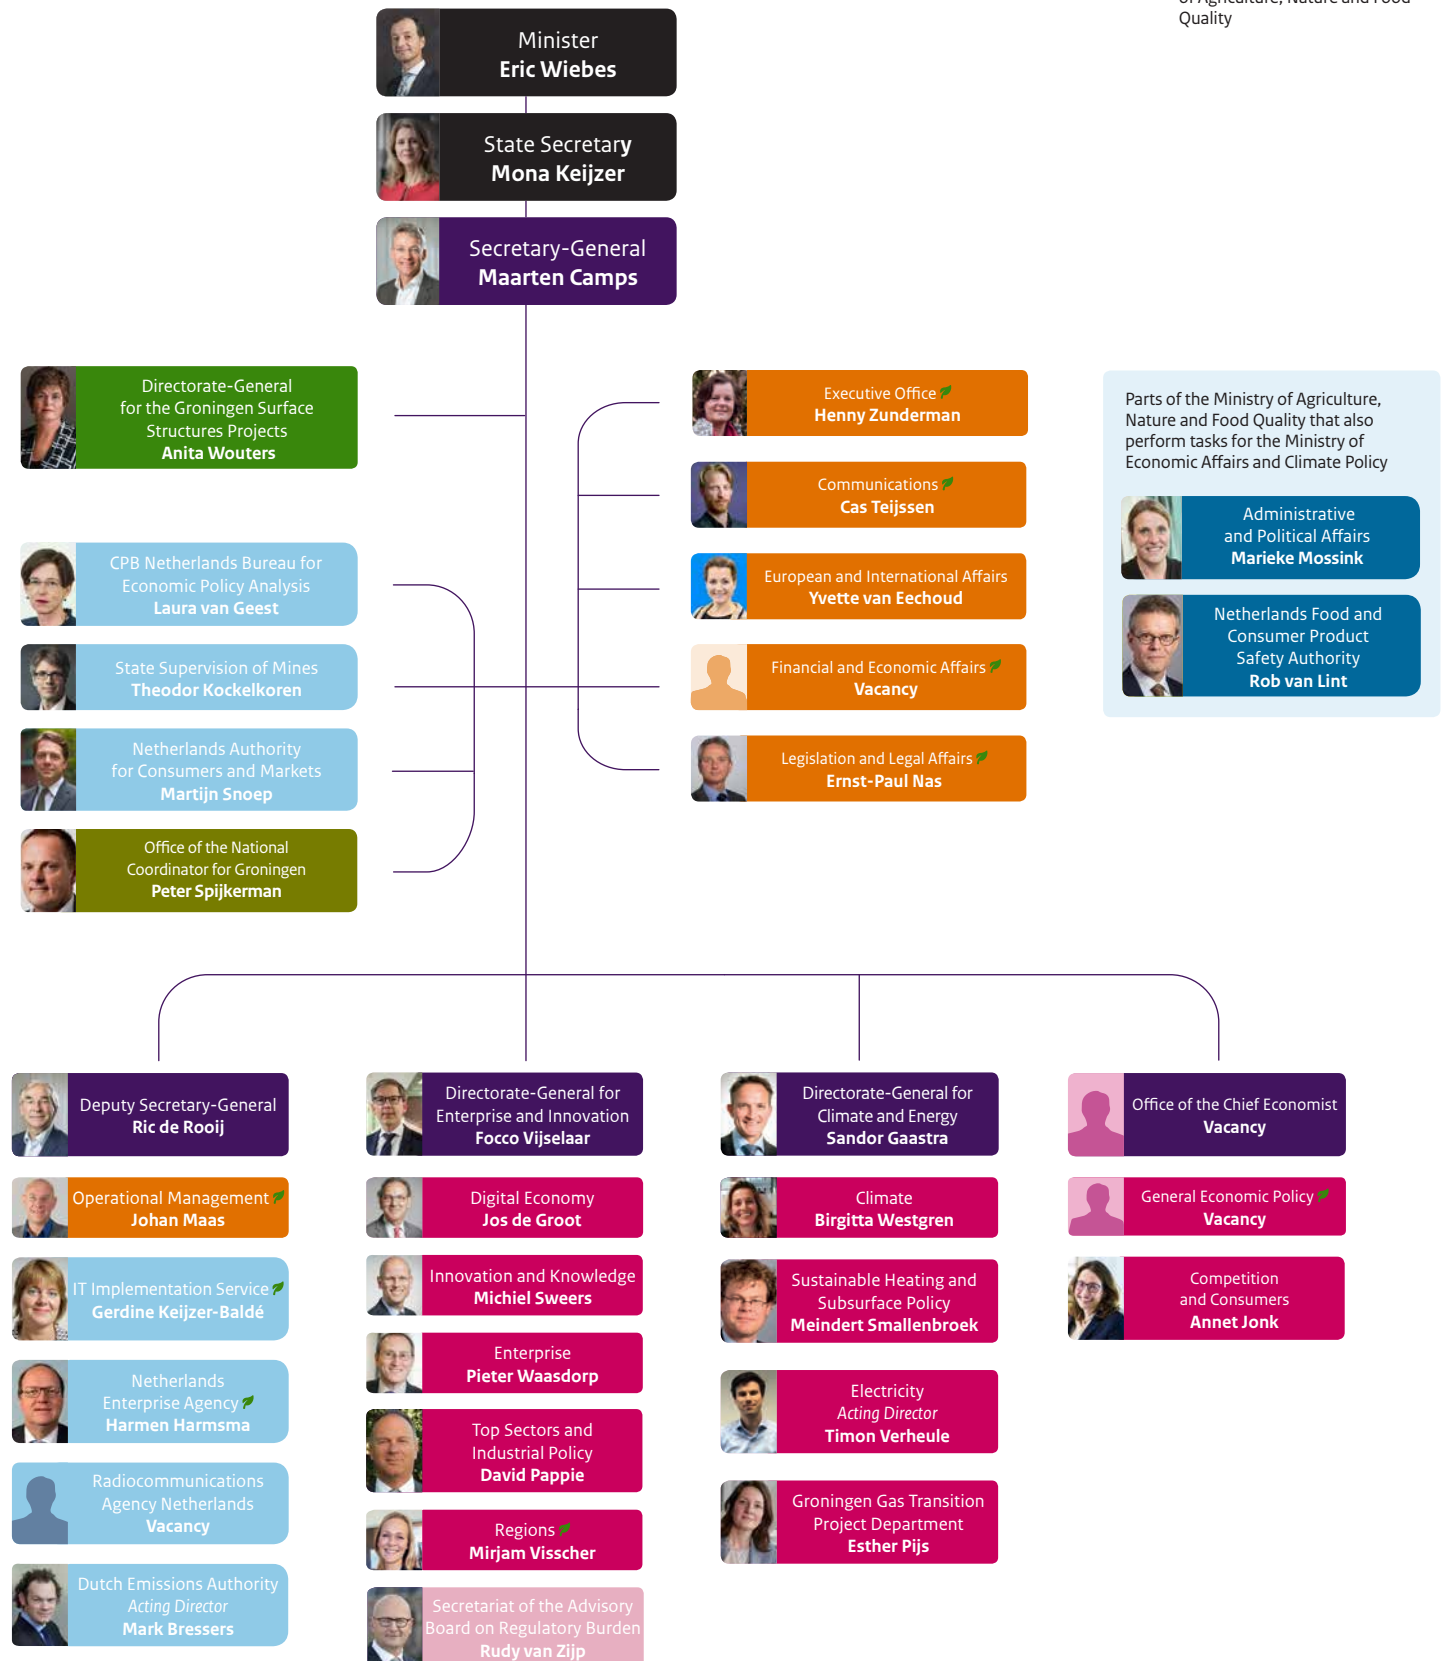 of Agriculture, Nature and Food
Quality
Minister
Eric Wiebes
State Secretary
Mona Keijzer
Secretary-General
Maarten Camps
Directorate-General
for the Groningen Surface
Structures Projects
Anita Wouters
CPB Netherlands Bureau for
Economic Policy Analysis
Laura van Geest
State Supervision of Mines
Theodor Kockelkoren
Netherlands Authority
for Consumers and Markets
Martijn Snoep
Office of the National
Coordinator for Groningen
Peter Spijkerman
Executive Office
Henny Zunderman
Communications
Cas Teijssen
European and International Affairs
Yvette van Eechoud
Financial and Economic Affairs
Vacancy
Legislation and Legal Affairs
Ernst-Paul Nas
Parts of the Ministry of Agriculture,
Nature and Food Quality that also
perform tasks for the Ministry of
Economic Affairs and Climate Policy
Administrative
and Political Affairs
Marieke Mossink
Netherlands Food and
Consumer Product
Safety Authority
Rob van Lint
Deputy Secretary-General
Ric de Rooij
Operational Management
Johan Maas
IT Implementation Service
Gerdine Keijzer-Baldé
Netherlands
Enterprise Agency
Harmen Harmsma
Radiocommunications
Agency Netherlands
Vacancy
Dutch Emissions Authority
Acting Director
Mark Bressers
Directorate-General for
Enterprise and Innovation
Focco Vijselaar
Digital Economy
Jos de Groot
Innovation and Knowledge
Michiel Sweers
Enterprise
Pieter Waasdorp
Top Sectors and
Industrial Policy
David Pappie
Regions
Mirjam Visscher
Secretariat of the Advisory
Board on Regulatory Burden
Rudy van Zijp
Directorate-General for
Climate and Energy
Sandor Gaastra
Climate
Birgitta Westgren
Sustainable Heating and
Subsurface Policy
Meindert Smallenbroek
Electricity
Acting Director
Timon Verheule
Groningen Gas Transition
Project Department
Esther Pijs
Office of the Chief Economist
Vacancy
General Economic Policy
Vacancy
Competition
and Consumers
Annet Jonk